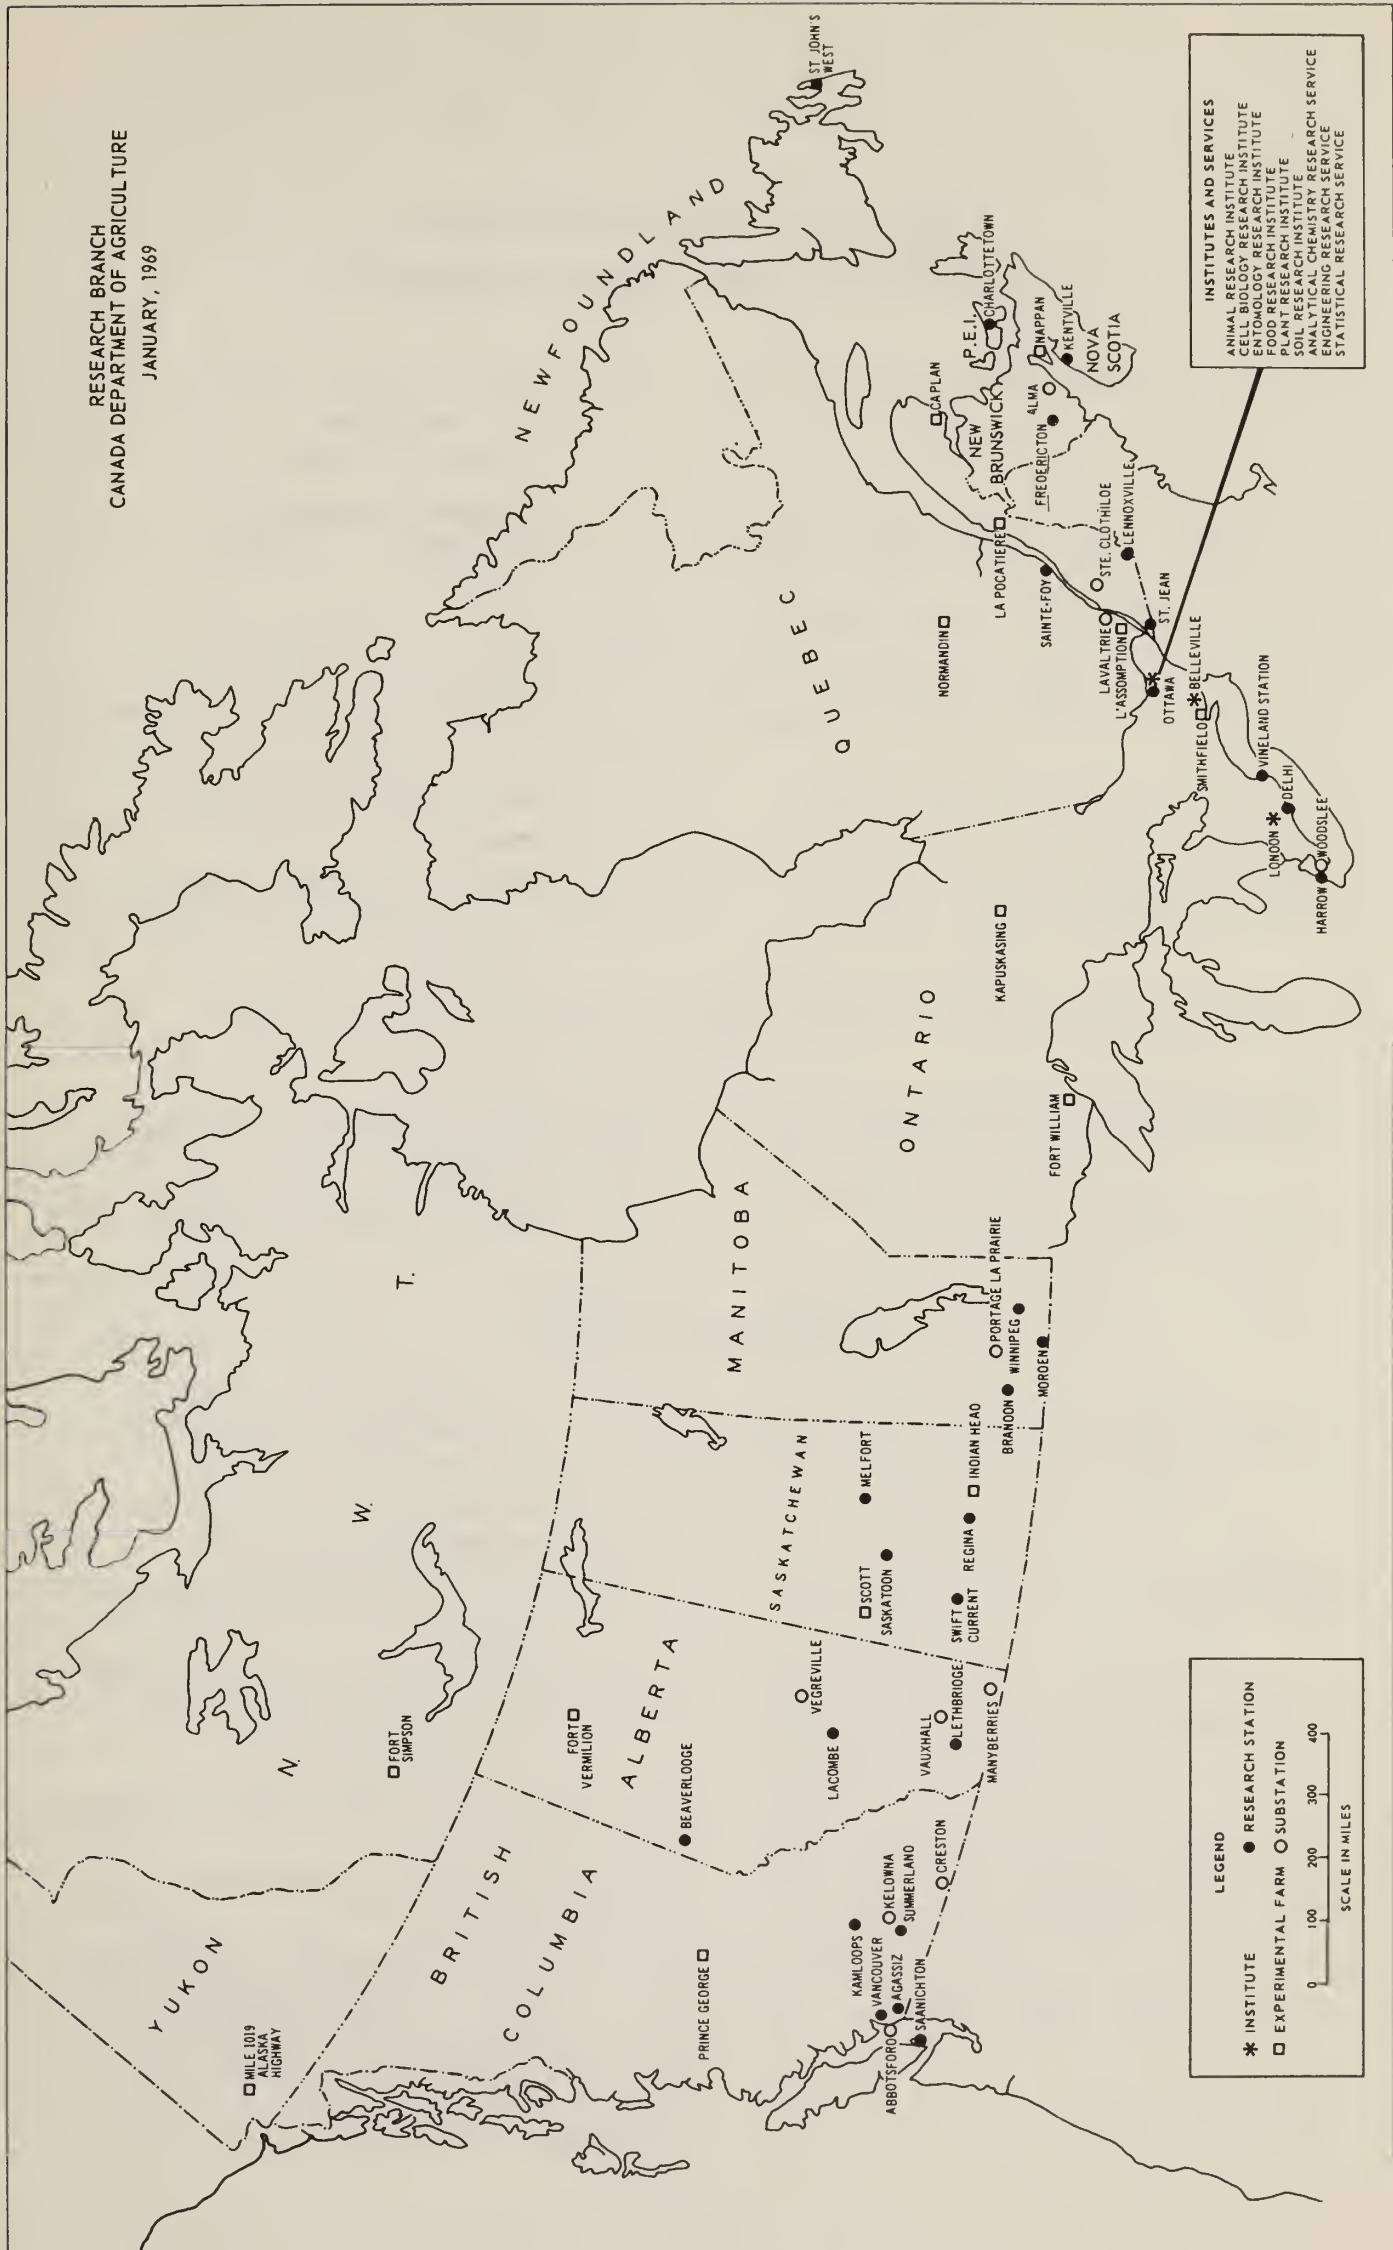 RESEARCH BRANCH
CANADA DEPARTMENT OF AGRICULTURE
JANUARY, 1969
YUKON
MILE 1019
ALASKA
HIGHWAY
N. W. T.
FORT
SIMPSON
BRITISH
COLUMBIA
PRINCE GEORGE
KAMLOOPS
VANCOUVER
AGASSIZ
SAANICHTON
ABBOTSFORD
KELOWNA
SUMMERLAND
CRESTON
ALBERTA
FORT
VERMILION
BEAVERLODGE
VEGREVILLE
LACOMBE
VAUXHALL
LETHBRIDGE
MANYBERRIES
SASKATCHEWAN
MELFORT
SCOTT
SASKATOON
SWIFT
CURRENT
REGINA
INDIAN HEAD
MANITOBA
PORTAGE LA PRAIRIE
WINNIPEG
BRANDON
MORDEN
ONTARIO
KAPUSKASING
FORT WILLIAM
HARROW
WOODSLEE
LONDON
DELHI
VINELAND STATION
SMITHFIELD
BELLEVILLE
OTTAWA
QUEBEC
NORMANDIN
LA POCATIERE
SAINTE-FOY
LAVALTRIE
L'ASSOMPTION
ST. JEAN
STE. CLOTHILDE
LENNOXVILLE
CAPLAN
NEW
BRUNSWICK
FREDERICTON
ALMA
P.E.I.
CHARLOTTETOWN
NAPPAN
KENTVILLE
NOVA
SCOTIA
NEWFOUNDLAND
ST JOHN'S
WEST
LEGEND
INSTITUTE
RESEARCH STATION
EXPERIMENTAL FARM
SUBSTATION
0 100 200 300 400
SCALE IN MILES
INSTITUTES AND SERVICES
ANIMAL RESEARCH INSTITUTE
CELL BIOLOGY RESEARCH INSTITUTE
ENTOMOLOGY RESEARCH INSTITUTE
FOOD RESEARCH INSTITUTE
PLANT RESEARCH INSTITUTE
SOIL RESEARCH INSTITUTE
ANALYTICAL CHEMISTRY RESEARCH SERVICE
ENGINEERING RESEARCH SERVICE
STATISTICAL RESEARCH SERVICE